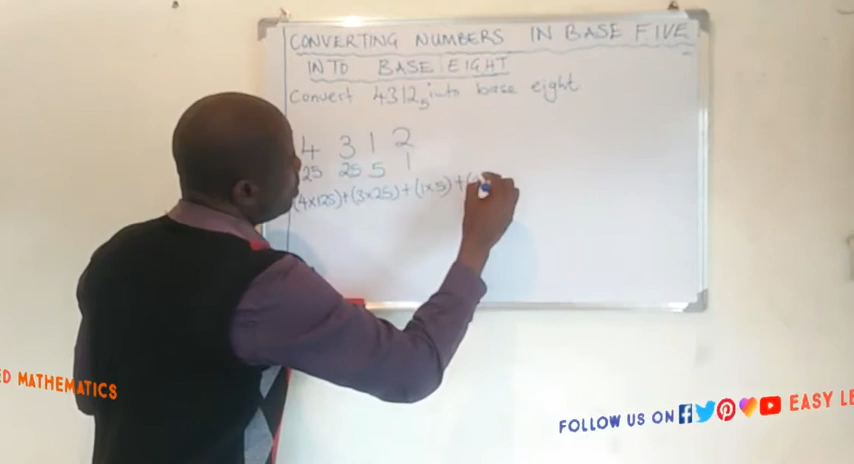 CONVERTING NUMBERS IN BASE FIVE
INTO BASE EIGHT
Convert 4312₅ into base eight
4 3 1 2
25 25 5 1
(4×125)+(3×25)+(1×5)+(
ED MATHEMATICS
FOLLOW US ON EASY LE